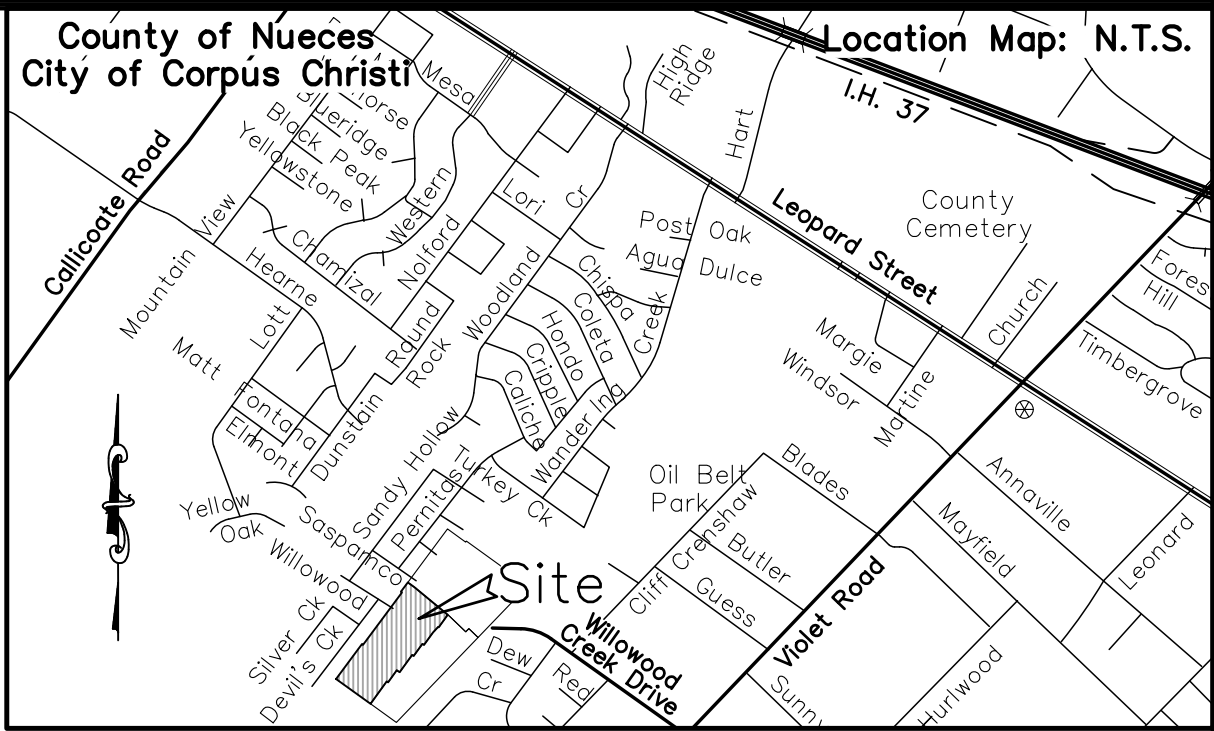 County of Nueces
City of Corpus Christi
Location Map: N.T.S.
I.H. 37
High
Ridge
Hart
Mesa
Blueridge
Black Peak
Yellowstone
Callicoate Road
View
Mountain
Western
Nolford
Lori
Cr
Post Oak
Agua Dulce
Creek
Leopard Street
County
Cemetery
Church
Forest
Hill
Timbergrove
Chamizal
Hearne
Lott
Matt
Round
Rock
Woodland
Chispa
Coleta
Hondo
Cripple
Caliche
Wander Ing
Margie
Windsor
Martine
Fontana
Elmont
Dunstain
Sandy Hollow
Turkey Ck
Pernitas
Oil Belt
Park
Blades
Crenshaw
Butler
Guess
Cliff
Annaville
Mayfield
Leonard
Yellow
Oak
Saspamco
Willowood
Silver Ck
Devil's Ck
Site
Willowood
Creek Drive
Violet Road
Dew
Cr
Red
Sunny
Hurlwood